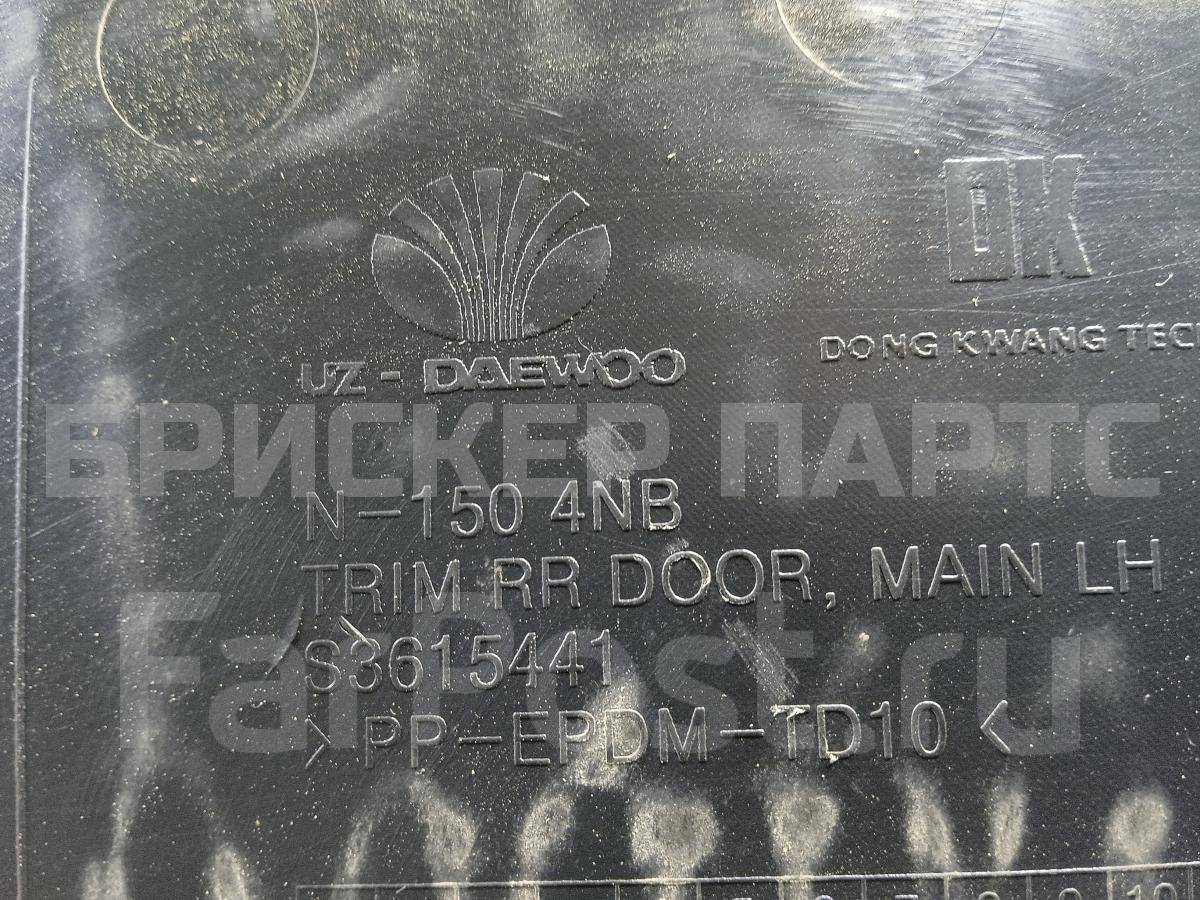 DK
DONG KWANG TEC
UZ-DAEWOO
БРИСКЕР ПАРТС
N-150 4NB
TRIM RR DOOR, MAIN LH
S3615441
FarPost.ru
>PP-EPDM-TD10<
10